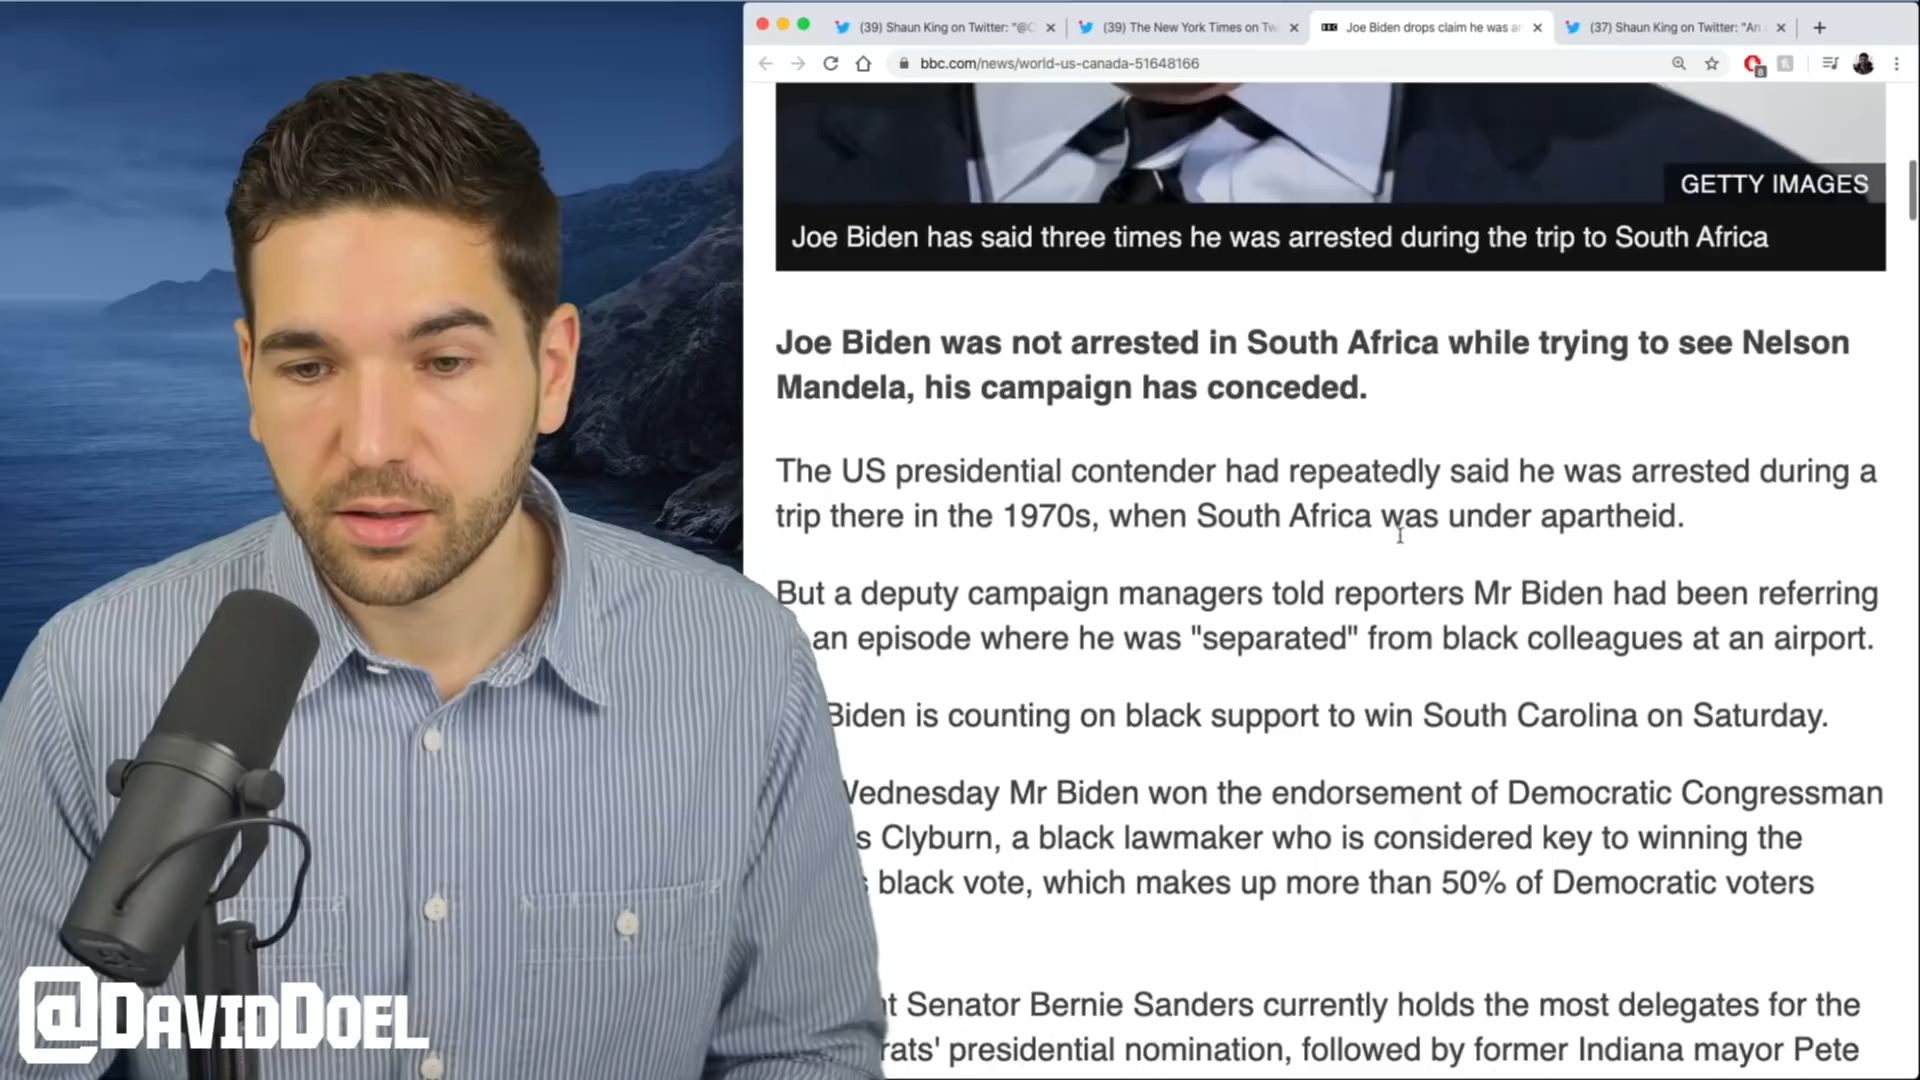 (39) Shaun King on Twitter: "@C
(39) The New York Times on Tw
Joe Biden drops claim he was ar
(37) Shaun King on Twitter: "An
bbc.com/news/world-us-canada-51648166
8
GETTY IMAGES
Joe Biden has said three times he was arrested during the trip to South Africa
Joe Biden was not arrested in South Africa while trying to see Nelson
Mandela, his campaign has conceded.
The US presidential contender had repeatedly said he was arrested during a
trip there in the 1970s, when South Africa was under apartheid.
But a deputy campaign managers told reporters Mr Biden had been referring
an episode where he was "separated" from black colleagues at an airport.
Biden is counting on black support to win South Carolina on Saturday.
Wednesday Mr Biden won the endorsement of Democratic Congressman
s Clyburn, a black lawmaker who is considered key to winning the
black vote, which makes up more than 50% of Democratic voters
t Senator Bernie Sanders currently holds the most delegates for the
rats' presidential nomination, followed by former Indiana mayor Pete
@DAVIDDOEL